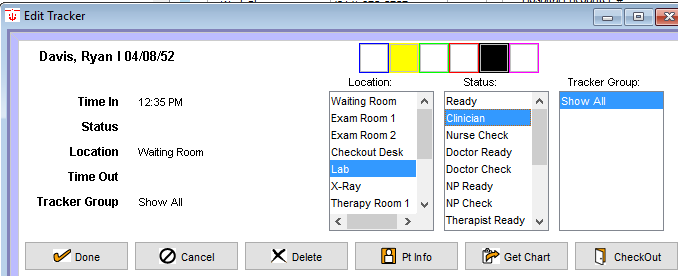 Edit Tracker
Davis, Ryan I 04/08/52
Location:
Status:
Tracker Group:
Time In 12:35 PM
Status
Location Waiting Room
Time Out
Tracker Group Show All
Waiting Room
Exam Room 1
Exam Room 2
Checkout Desk
Lab
X-Ray
Therapy Room 1
Ready
Clinician
Nurse Check
Doctor Ready
Doctor Check
NP Ready
NP Check
Therapist Ready
Show All
Done
Cancel
Delete
Pt Info
Get Chart
CheckOut